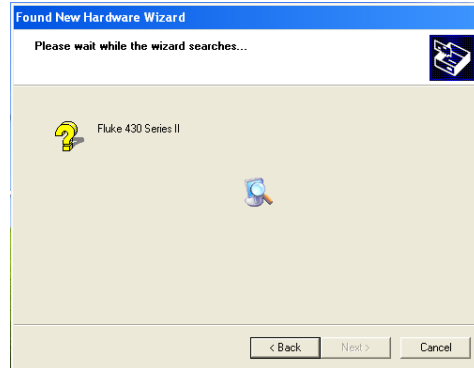 Found New Hardware Wizard
Please wait while the wizard searches...
Fluke 430 Series II
< Back
Next >
Cancel